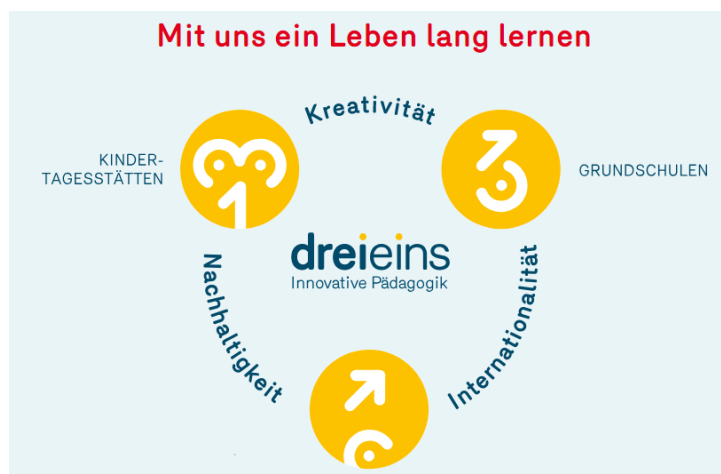 Mit uns ein Leben lang lernen
Kreativität
KINDER-
TAGESSTÄTTEN
GRUNDSCHULEN
dreieins
Innovative Pädagogik
Nachhaltigkeit
Internationalität